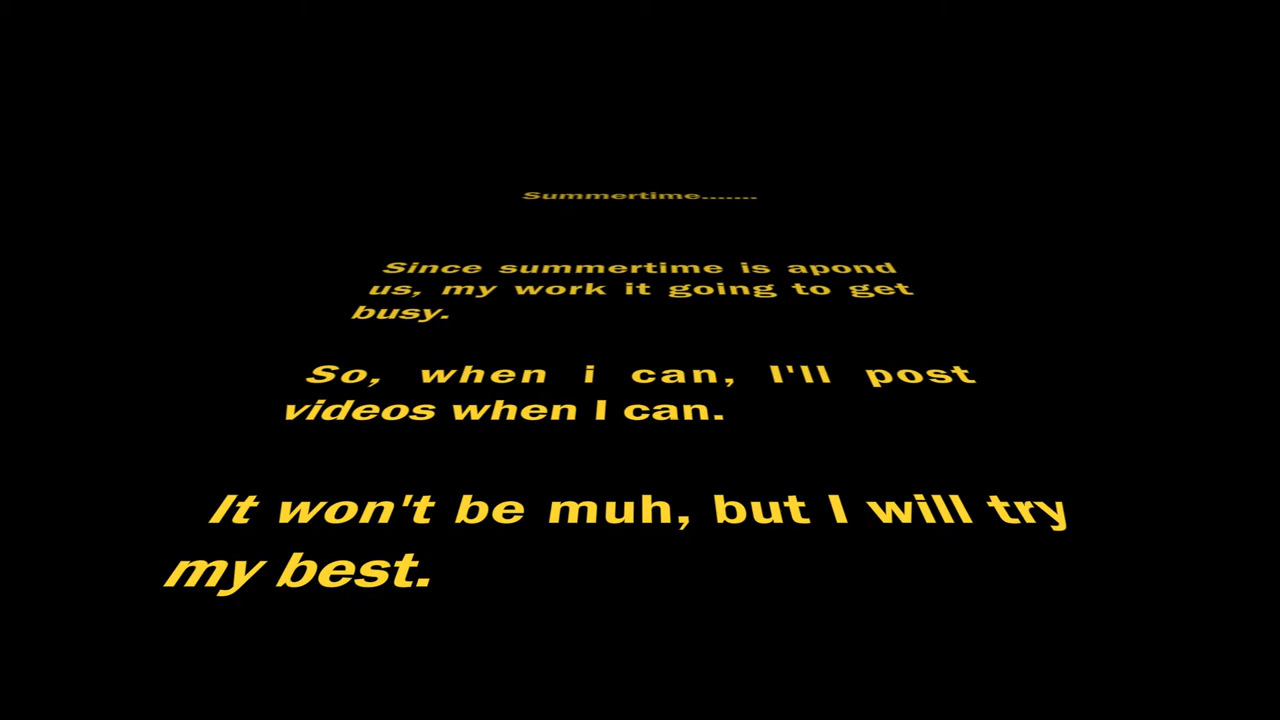 Summertime.......
Since summertime is apond
us, my work it going to get
busy.
So, when i can, I'll post
videos when I can.
It won't be muh, but I will try
my best.